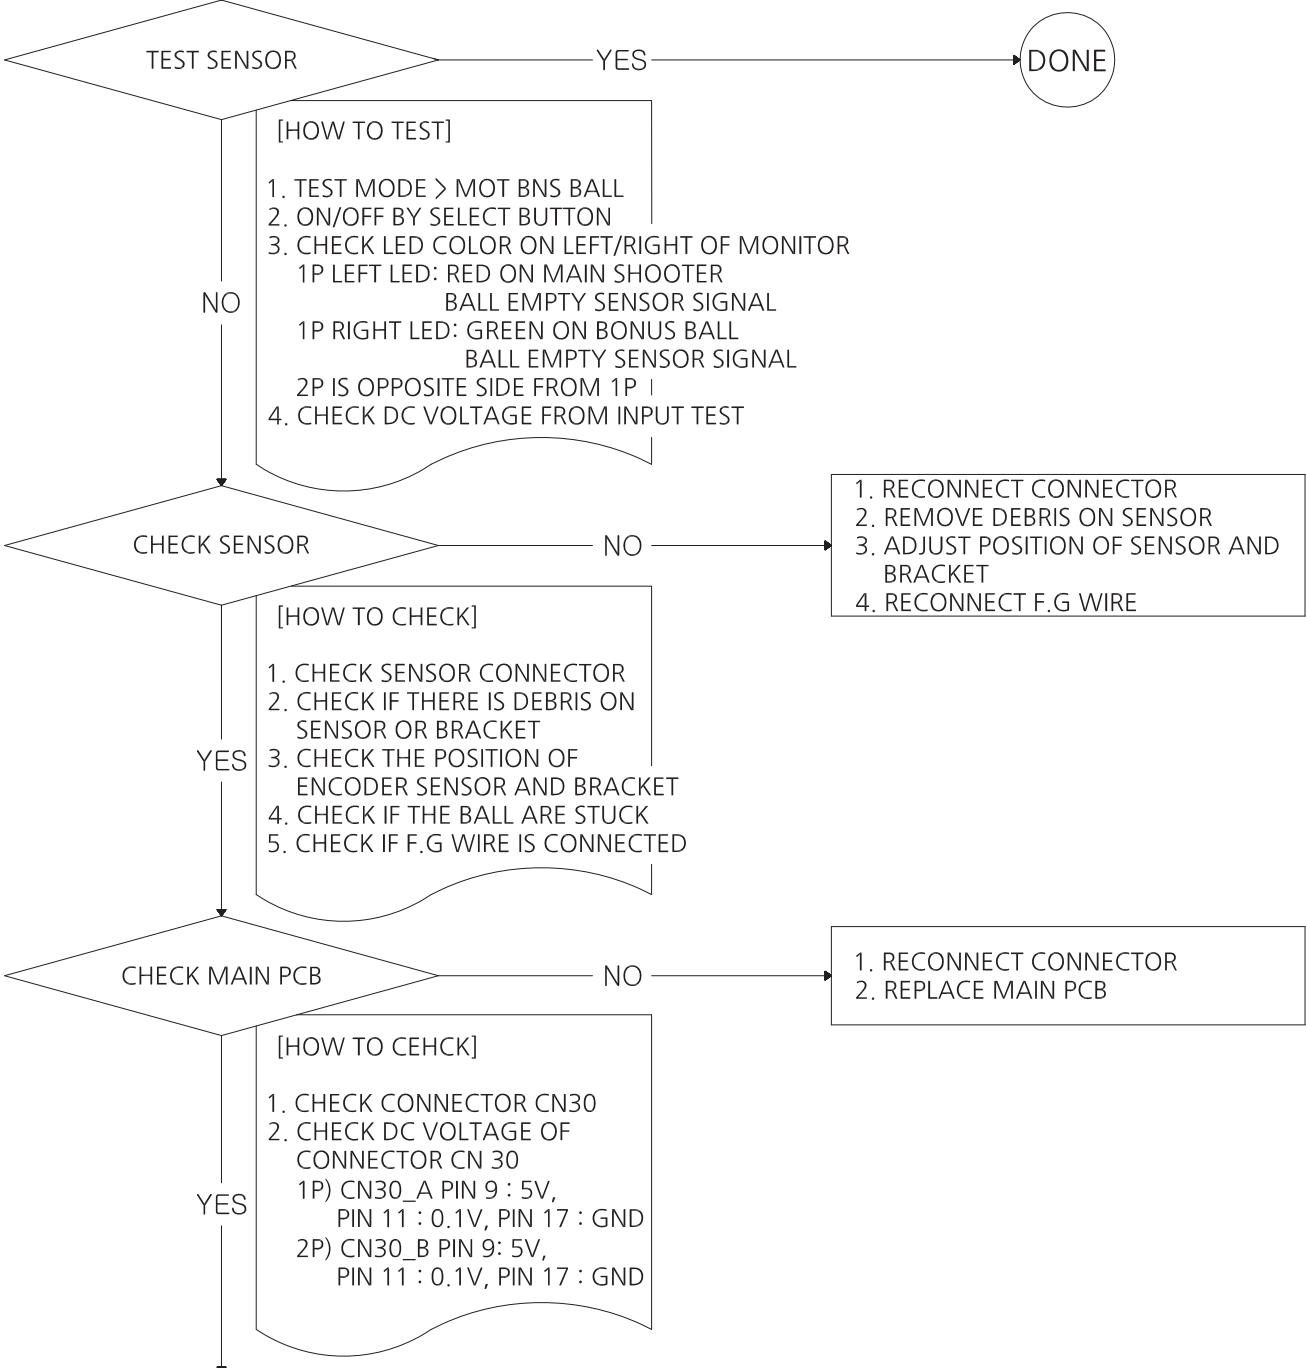 TEST SENSOR
YES
DONE
[HOW TO TEST]
1. TEST MODE > MOT BNS BALL
2. ON/OFF BY SELECT BUTTON
3. CHECK LED COLOR ON LEFT/RIGHT OF MONITOR
1P LEFT LED: RED ON MAIN SHOOTER
BALL EMPTY SENSOR SIGNAL
1P RIGHT LED: GREEN ON BONUS BALL
BALL EMPTY SENSOR SIGNAL
2P IS OPPOSITE SIDE FROM 1P
4. CHECK DC VOLTAGE FROM INPUT TEST
NO
CHECK SENSOR
NO
1. RECONNECT CONNECTOR
2. REMOVE DEBRIS ON SENSOR
3. ADJUST POSITION OF SENSOR AND
BRACKET
4. RECONNECT F.G WIRE
[HOW TO CHECK]
1. CHECK SENSOR CONNECTOR
2. CHECK IF THERE IS DEBRIS ON
SENSOR OR BRACKET
3. CHECK THE POSITION OF
ENCODER SENSOR AND BRACKET
4. CHECK IF THE BALL ARE STUCK
5. CHECK IF F.G WIRE IS CONNECTED
YES
CHECK MAIN PCB
NO
1. RECONNECT CONNECTOR
2. REPLACE MAIN PCB
[HOW TO CEHCK]
1. CHECK CONNECTOR CN30
2. CHECK DC VOLTAGE OF
CONNECTOR CN 30
1P) CN30_A PIN 9 : 5V,
PIN 11 : 0.1V, PIN 17 : GND
2P) CN30_B PIN 9: 5V,
PIN 11 : 0.1V, PIN 17 : GND
YES